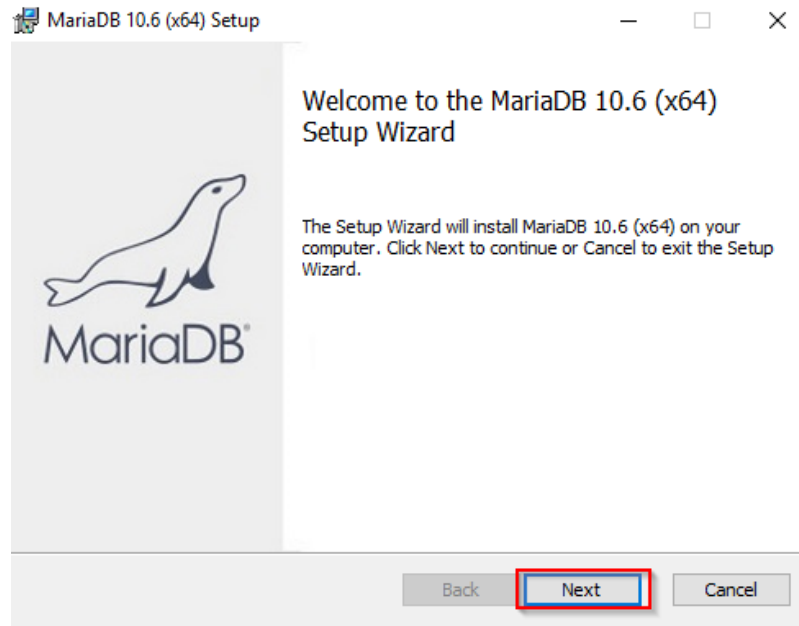 MariaDB 10.6 (x64) Setup
Welcome to the MariaDB 10.6 (x64)
Setup Wizard
The Setup Wizard will install MariaDB 10.6 (x64) on your
computer. Click Next to continue or Cancel to exit the Setup
Wizard.
MariaDB®
Back Next Cancel